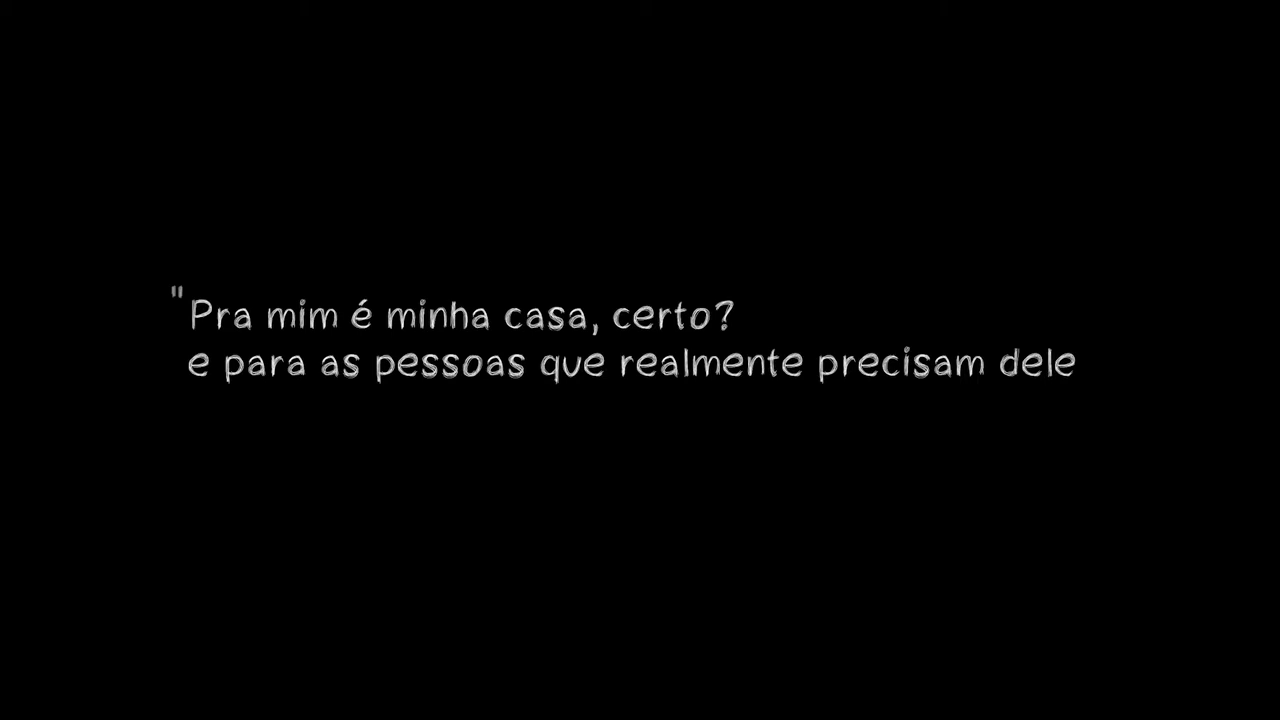 "Pra mim é minha casa, certo?
e para as pessoas que realmente precisam dele